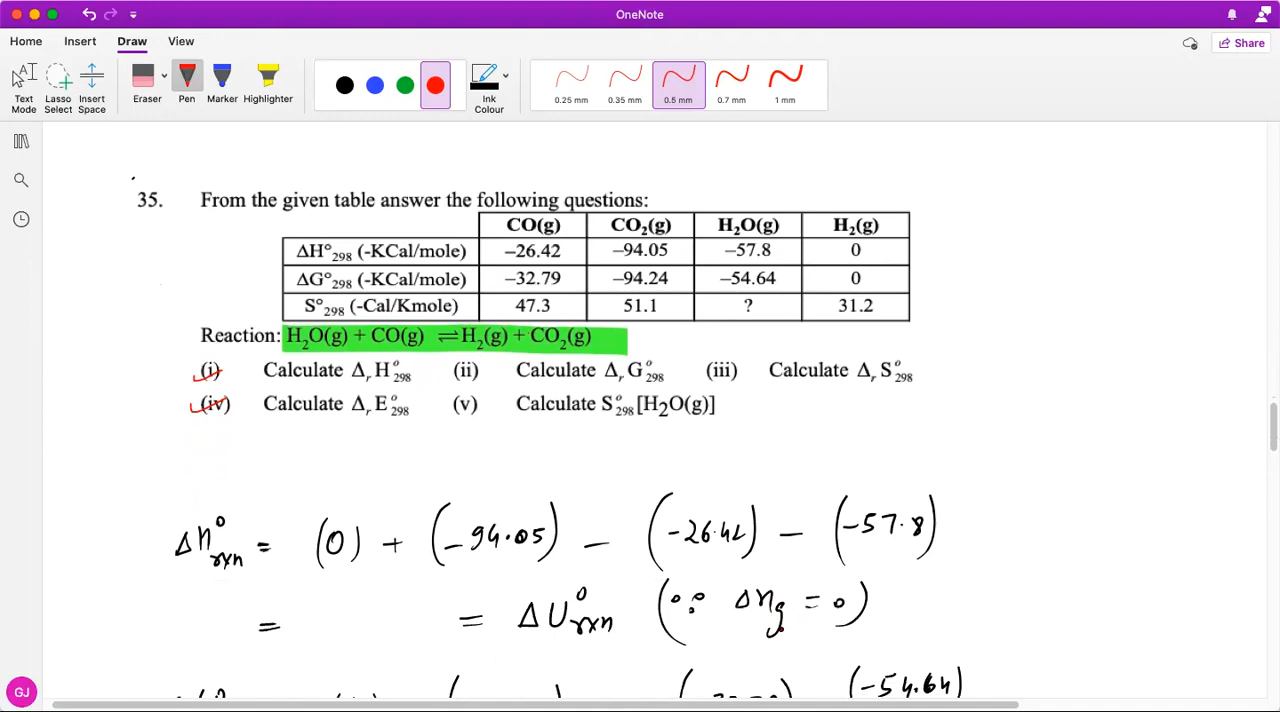 OneNote
Home Insert Draw View
Share
Text Mode
Lasso Select
Insert Space
Eraser
Pen
Marker
Highlighter
Ink Colour
0.25 mm
0.35 mm
0.5 mm
0.7 mm
1 mm
35. From the given table answer the following questions:
CO(g) CO₂(g) H₂O(g) H₂(g)
ΔH°₂₉₈ (-KCal/mole) –26.42 –94.05 –57.8 0
ΔG°₂₉₈ (-KCal/mole) –32.79 –94.24 –54.64 0
S°₂₉₈ (-Cal/Kmole) 47.3 51.1 ? 31.2
Reaction: H₂O(g) + CO(g) ⇌ H₂(g) + CO₂(g)
(i) Calculate ΔᵣH°₂₉₈ (ii) Calculate ΔᵣG°₂₉₈ (iii) Calculate ΔᵣS°₂₉₈
(iv) Calculate ΔᵣE°₂₉₈ (v) Calculate S°₂₉₈[H₂O(g)]
ΔH°rxn = (0) + (-94.05) - (-26.42) - (-57.8)
= = ΔU°rxn (∵ Δng = 0)
(-54.64)
GJ